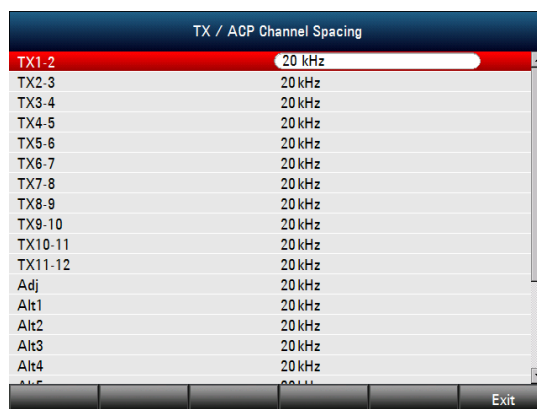 TX / ACP Channel Spacing
TX1-2 20 kHz
TX2-3 20 kHz
TX3-4 20 kHz
TX4-5 20 kHz
TX5-6 20 kHz
TX6-7 20 kHz
TX7-8 20 kHz
TX8-9 20 kHz
TX9-10 20 kHz
TX10-11 20 kHz
TX11-12 20 kHz
Adj 20 kHz
Alt1 20 kHz
Alt2 20 kHz
Alt3 20 kHz
Alt4 20 kHz
Exit